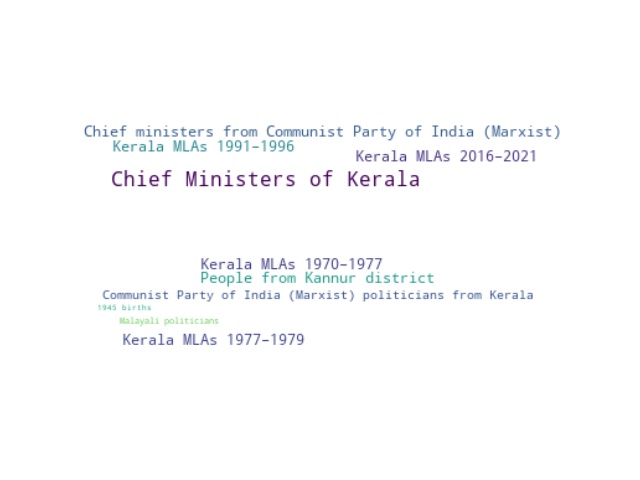 Chief ministers from Communist Party of India (Marxist)
Kerala MLAs 1991–1996
Kerala MLAs 2016–2021
Chief Ministers of Kerala
Kerala MLAs 1970–1977
People from Kannur district
Communist Party of India (Marxist) politicians from Kerala
1945 births
Malayali politicians
Kerala MLAs 1977–1979